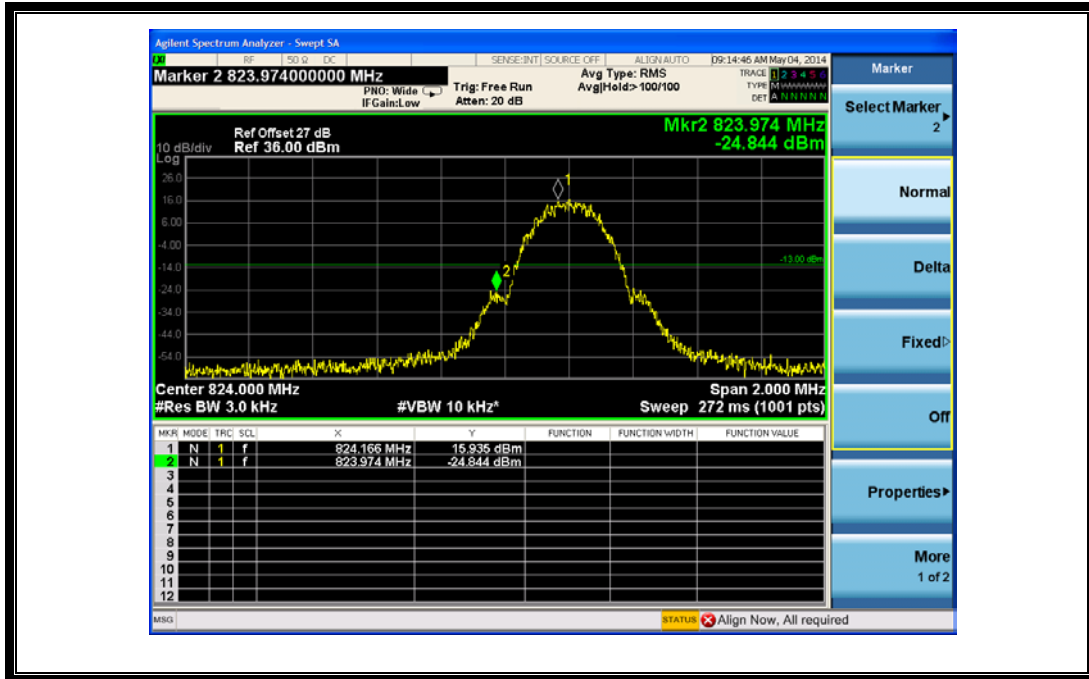 Agilent Spectrum Analyzer - Swept SA
RF 50 Ω DC SENSE:INT SOURCE OFF ALIGN AUTO 09:14:46 AM May 04, 2014
Marker 2 823.974000000 MHz
PNO: Wide
IFGain:Low
Trig: Free Run
Atten: 20 dB
Avg Type: RMS
Avg|Hold:>100/100
TRACE 1 2 3 4 5 6
TYPE M
DET A N N N N N
Mkr2 823.974 MHz
-24.844 dBm
Ref Offset 27 dB
10 dB/div Ref 36.00 dBm
Log
26.0
16.0
6.00
-4.00
-14.0
-24.0
-34.0
-44.0
-54.0
1
2
-13.00 dBm
Center 824.000 MHz Span 2.000 MHz
#Res BW 3.0 kHz #VBW 10 kHz* Sweep 272 ms (1001 pts)
MKR MODE TRC SCL X Y FUNCTION FUNCTION WIDTH FUNCTION VALUE
1 N 1 f 824.166 MHz 15.935 dBm
2 N 1 f 823.974 MHz -24.844 dBm
3
4
5
6
7
8
9
10
11
12
MSG STATUS Align Now, All required
Marker
Select Marker
2
Normal
Delta
Fixed
Off
Properties
More
1 of 2